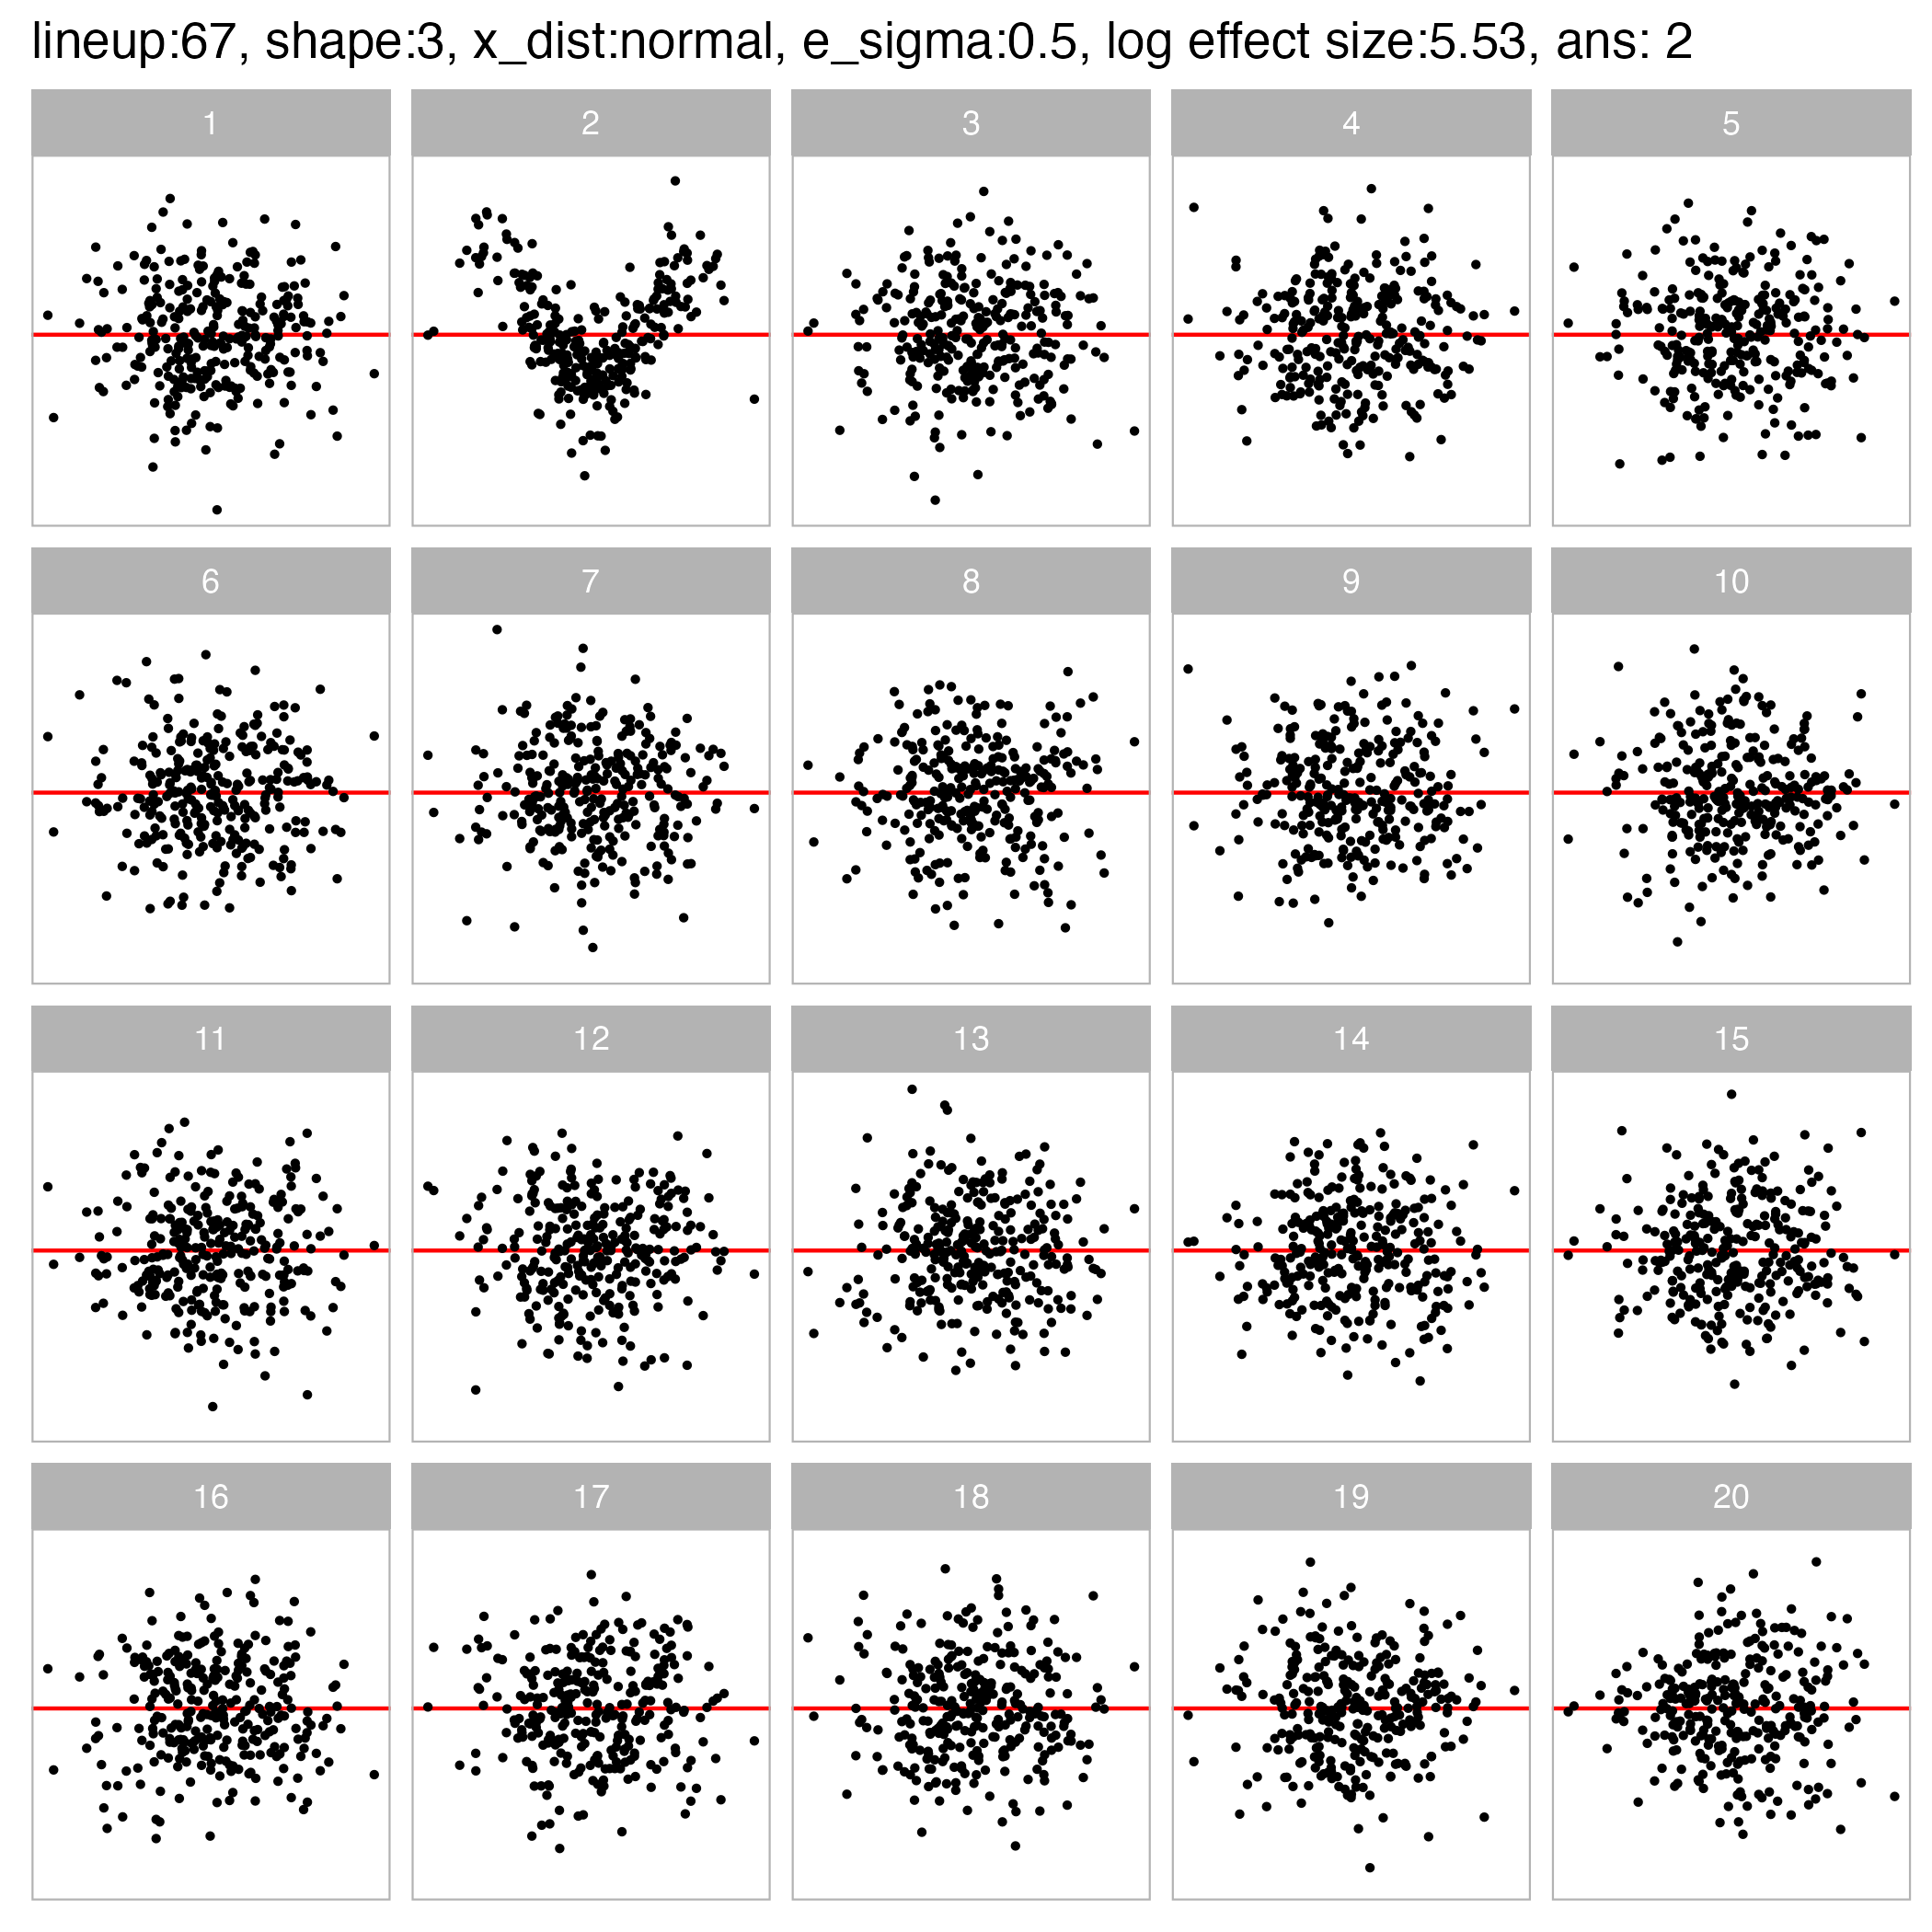 lineup:67, shape:3, x_dist:normal, e_sigma:0.5, log effect size:5.53, ans: 2
1 2 3 4 5
6 7 8 9 10
11 12 13 14 15
16 17 18 19 20